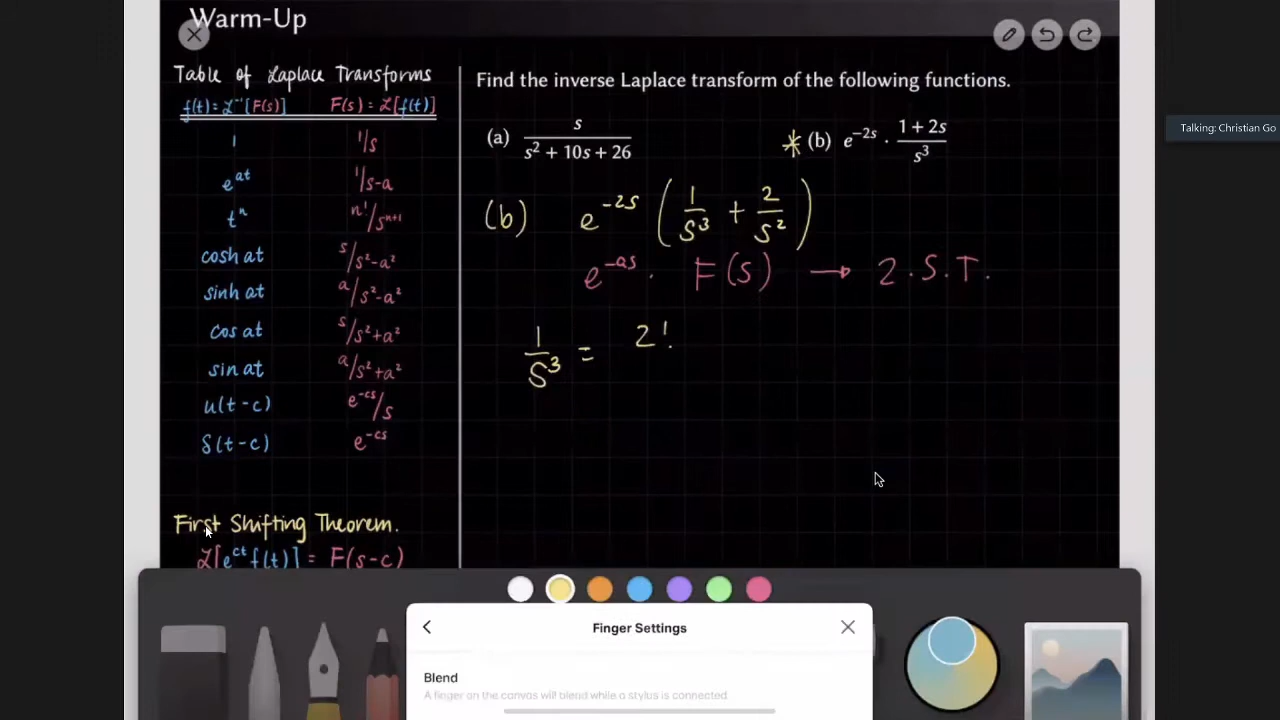 Warm-Up
Table of Laplace Transforms
f(t) = ℒ⁻¹[F(s)] F(s) = ℒ[f(t)]
1 1/s
e^{at} 1/s-a
t^n n!/s^{n+1}
cosh at s/s²-a²
sinh at a/s²-a²
cos at s/s²+a²
sin at a/s²+a²
u(t-c) e^{-cs}/s
δ(t-c) e^{-cs}
First Shifting Theorem.
ℒ[e^{ct}f(t)] = F(s-c)
Find the inverse Laplace transform of the following functions.
(a) s/(s² + 10s + 26) * (b) e^{−2s} · (1 + 2s)/s³
(b) e^{-2s} (1/s³ + 2/s²)
e^{-as} . F(s) → 2.S.T.
1/s³ = 2!
Talking: Christian Go
Finger Settings
Blend
A finger on the canvas will blend while a stylus is connected.